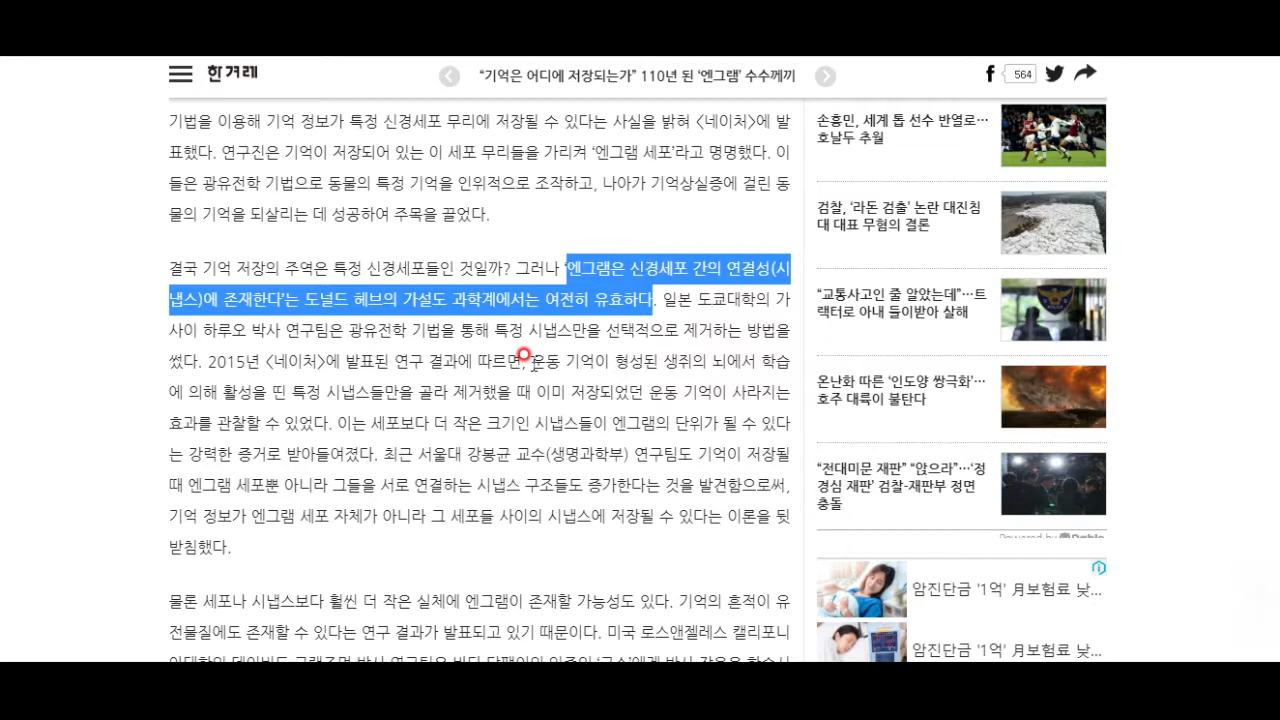 한겨레
“기억은 어디에 저장되는가” 110년 된 ‘엔그램’ 수수께끼
564
기법을 이용해 기억 정보가 특정 신경세포 무리에 저장될 수 있다는 사실을 밝혀 <네이처>에 발
표했다. 연구진은 기억이 저장되어 있는 이 세포 무리들을 가리켜 ‘엔그램 세포’라고 명명했다. 이
들은 광유전학 기법으로 동물의 특정 기억을 인위적으로 조작하고, 나아가 기억상실증에 걸린 동
물의 기억을 되살리는 데 성공하여 주목을 끌었다.
결국 기억 저장의 주역은 특정 신경세포들인 것일까? 그러나 ‘엔그램은 신경세포 간의 연결성(시
냅스)에 존재한다’는 도널드 헤브의 가설도 과학계에서는 여전히 유효하다. 일본 도쿄대학의 가
사이 하루오 박사 연구팀은 광유전학 기법을 통해 특정 시냅스만을 선택적으로 제거하는 방법을
썼다. 2015년 <네이처>에 발표된 연구 결과에 따르면, 운동 기억이 형성된 생쥐의 뇌에서 학습
에 의해 활성을 띤 특정 시냅스들만을 골라 제거했을 때 이미 저장되었던 운동 기억이 사라지는
효과를 관찰할 수 있었다. 이는 세포보다 더 작은 크기인 시냅스들이 엔그램의 단위가 될 수 있다
는 강력한 증거로 받아들여졌다. 최근 서울대 강봉균 교수(생명과학부) 연구팀도 기억이 저장될
때 엔그램 세포뿐 아니라 그들을 서로 연결하는 시냅스 구조들도 증가한다는 것을 발견함으로써,
기억 정보가 엔그램 세포 자체가 아니라 그 세포들 사이의 시냅스에 저장될 수 있다는 이론을 뒷
받침했다.
물론 세포나 시냅스보다 훨씬 더 작은 실체에 엔그램이 존재할 가능성도 있다. 기억의 흔적이 유
전물질에도 존재할 수 있다는 연구 결과가 발표되고 있기 때문이다. 미국 로스앤젤레스 캘리포니
손흥민, 세계 톱 선수 반열로…
호날두 추월
검찰, ‘라돈 검출’ 논란 대진침
대 대표 무혐의 결론
“교통사고인 줄 알았는데”…트
랙터로 아내 들이받아 살해
온난화 따른 ‘인도양 쌍극화’…
호주 대륙이 불탄다
“전대미문 재판” “앉으라”…‘정
경심 재판’ 검찰-재판부 정면
충돌
Powered by
암진단금 '1억' 月보험료 낮...
암진단금 '1억' 月보험료 낮...